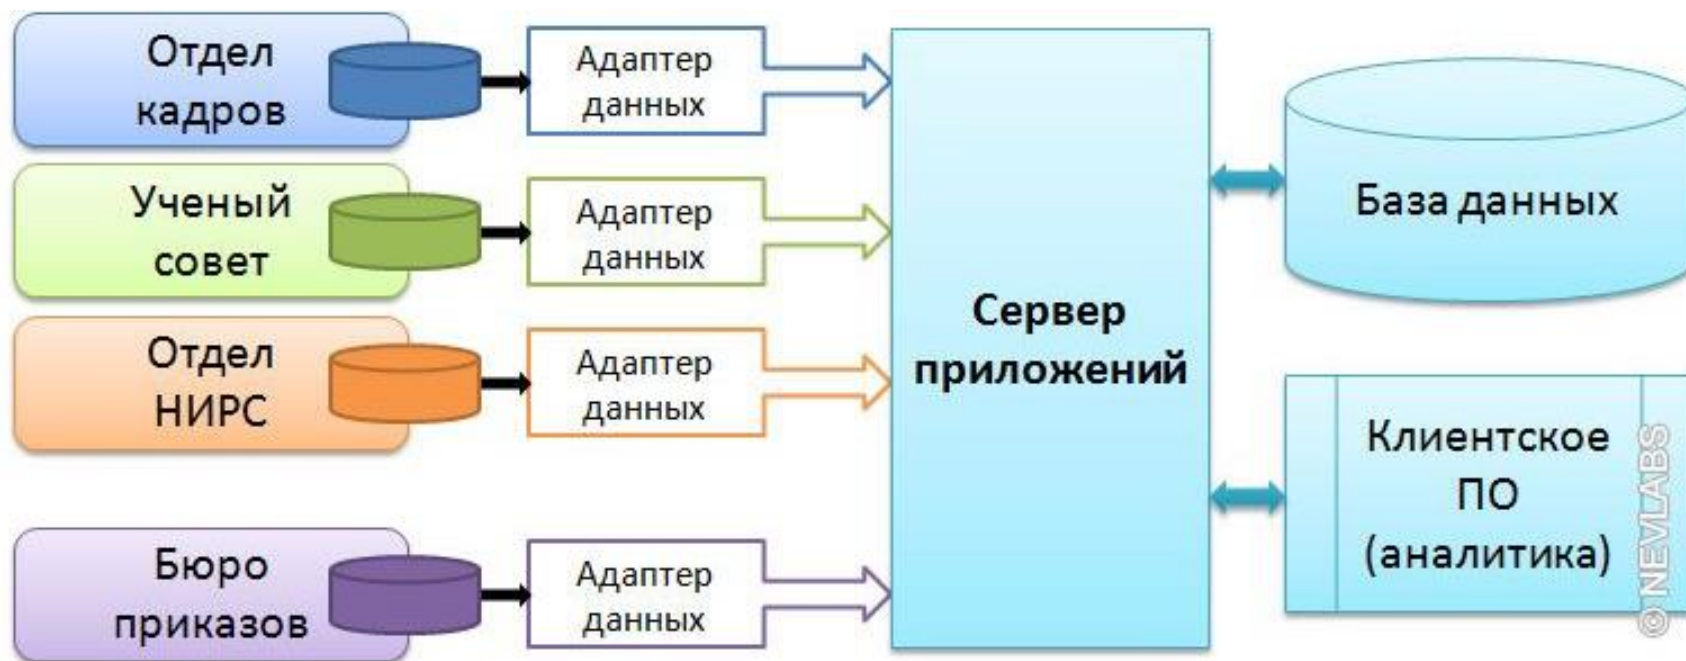 Отдел
кадров
Адаптер
данных
Ученый
совет
Адаптер
данных
Отдел
НИРС
Адаптер
данных
Бюро
приказов
Адаптер
данных
Сервер
приложений
База данных
Клиентское
ПО
(аналитика)
© NEVLABS